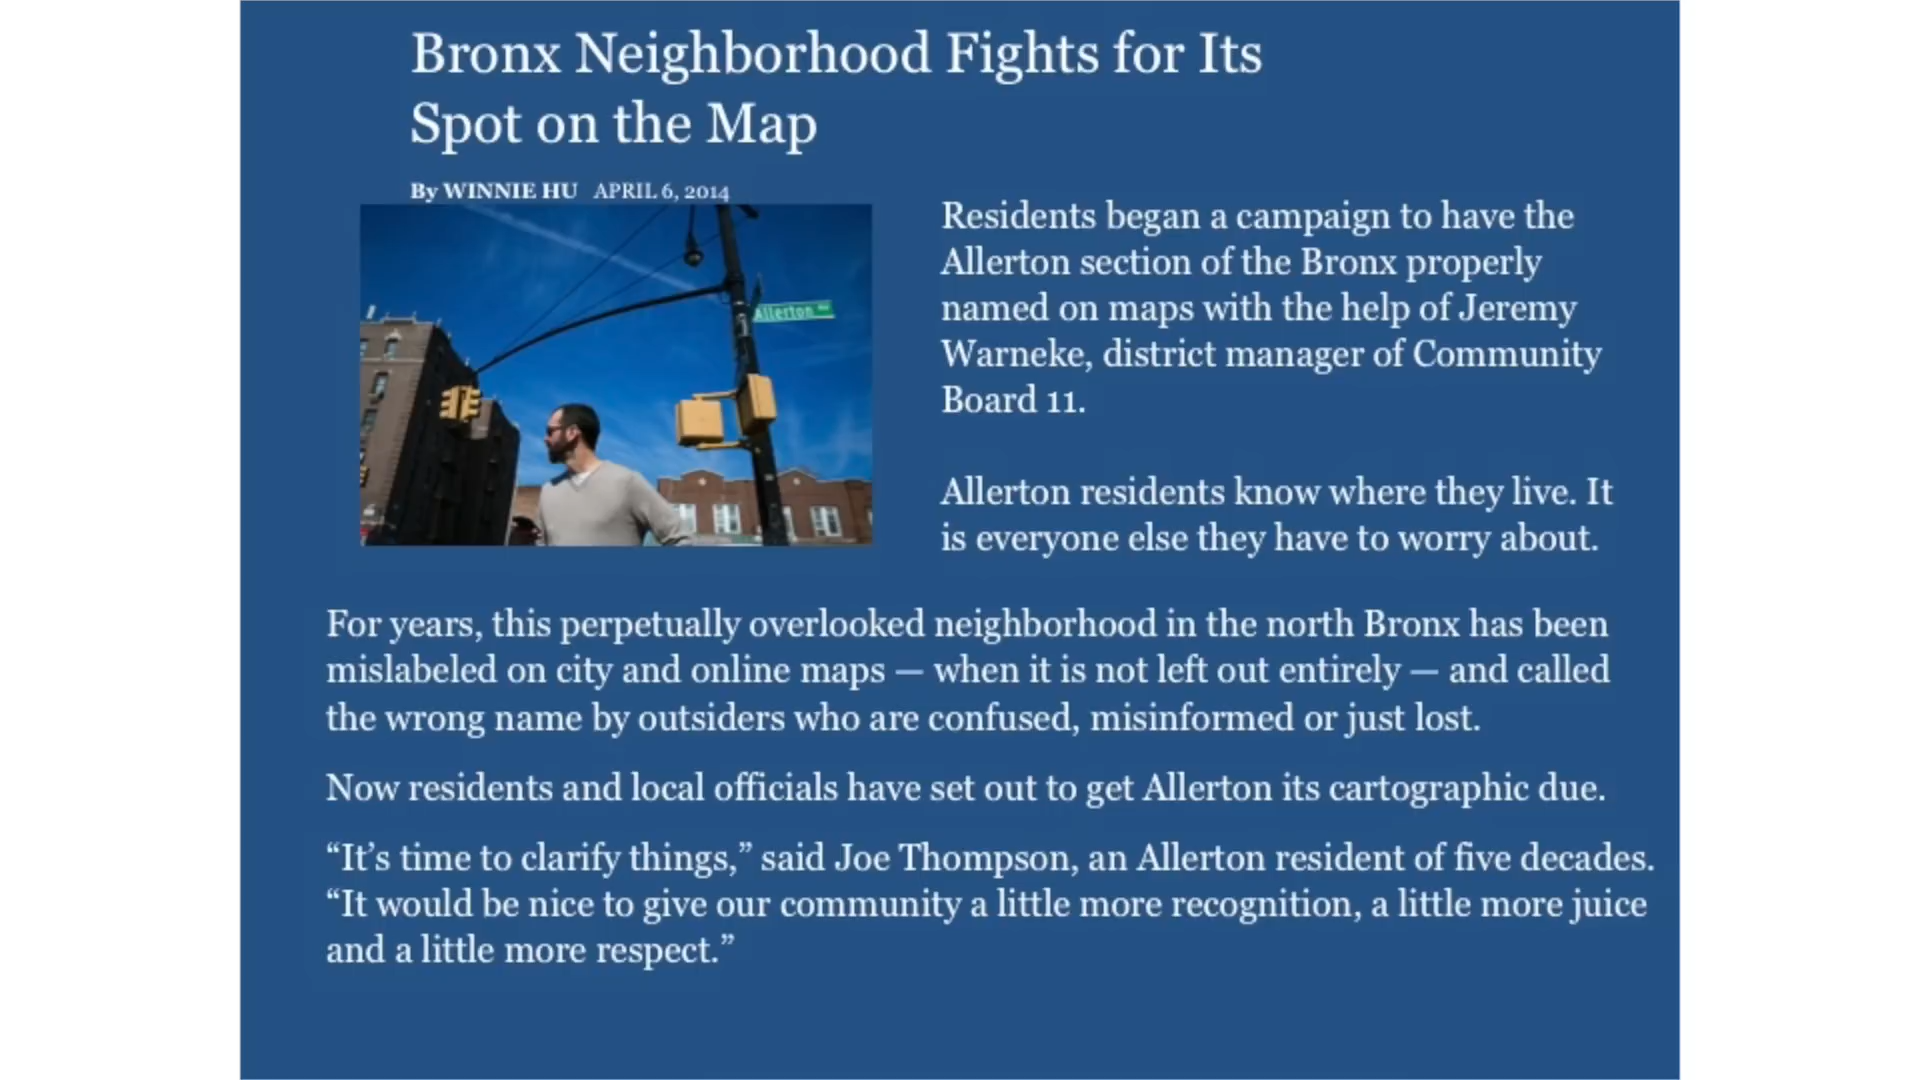 Bronx Neighborhood Fights for Its
Spot on the Map
By WINNIE HU APRIL 6, 2014
Allerton
Residents began a campaign to have the
Allerton section of the Bronx properly
named on maps with the help of Jeremy
Warneke, district manager of Community
Board 11.
Allerton residents know where they live. It
is everyone else they have to worry about.
For years, this perpetually overlooked neighborhood in the north Bronx has been
mislabeled on city and online maps — when it is not left out entirely — and called
the wrong name by outsiders who are confused, misinformed or just lost.
Now residents and local officials have set out to get Allerton its cartographic due.
“It’s time to clarify things,” said Joe Thompson, an Allerton resident of five decades.
“It would be nice to give our community a little more recognition, a little more juice
and a little more respect.”